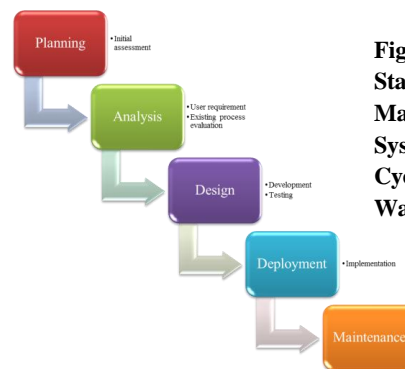 Planning
• Initial
assessment
Analysis
• User requirement
• Existing process
evaluation
Design
• Development
• Testing
Deployment
• Implementation
Maintenance
Fig
Sta
Ma
Sys
Cy
Wa